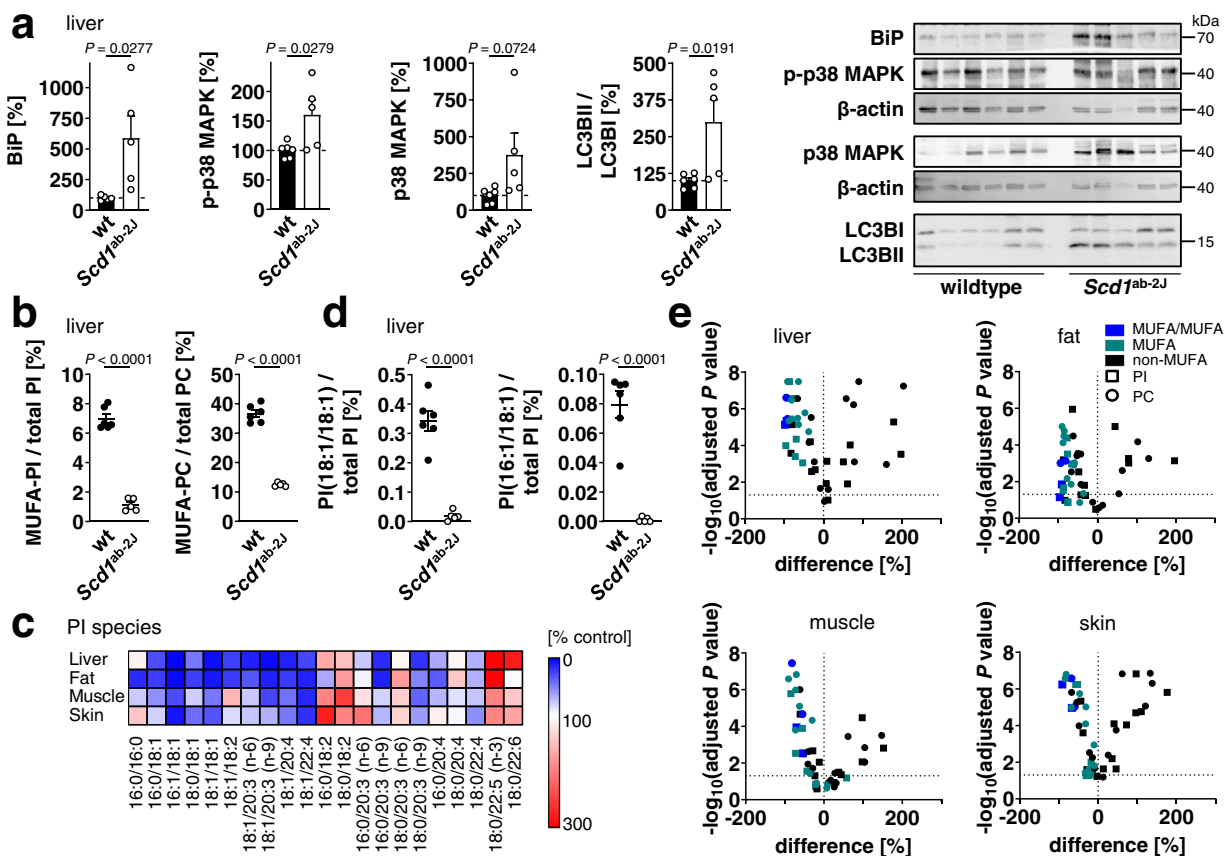 a liver
P = 0.0277
BiP [%]
1000
750
500
250
100
0
wt
Scd1ab-2J
P = 0.0279
p-p38 MAPK [%]
200
150
100
50
0
wt
Scd1ab-2J
P = 0.0724
p38 MAPK [%]
1000
750
500
250
100
0
wt
Scd1ab-2J
P = 0.0191
LC3BII /
LC3BI [%]
500
375
250
125
0
wt
Scd1ab-2J
kDa
BiP 70
p-p38 MAPK 40
β-actin 40
p38 MAPK 40
β-actin 40
LC3BI 15
LC3BII
wildtype Scd1ab-2J
b liver
P < 0.0001
MUFA-PI / total PI [%]
10
8
6
4
2
0
wt
Scd1ab-2J
P < 0.0001
MUFA-PC / total PC [%]
50
40
30
20
10
0
wt
Scd1ab-2J
d liver
P < 0.0001
PI(18:1/18:1) /
total PI [%]
0.5
0.4
0.3
0.2
0.1
0.0
wt
Scd1ab-2J
P < 0.0001
PI(16:1/18:1) /
total PI [%]
0.10
0.08
0.06
0.04
0.02
0.00
wt
Scd1ab-2J
c PI species
Liver
Fat
Muscle
Skin
16:0/16:0
16:0/18:1
16:1/18:1
18:0/18:1
18:1/18:1
18:1/18:2
18:1/20:3 (n-6)
18:1/20:3 (n-9)
18:1/20:4
18:1/22:4
16:0/18:2
18:0/18:2
16:0/20:3 (n-6)
16:0/20:3 (n-9)
18:0/20:3 (n-6)
18:0/20:3 (n-9)
16:0/20:4
18:0/20:4
18:0/22:4
18:0/22:5 (n-3)
18:0/22:6
[% control]
0
100
300
e
liver
-log10(adjusted P value)
8
6
4
2
0
-200 0 200
difference [%]
fat
-log10(adjusted P value)
8
6
4
2
0
-200 0 200
difference [%]
MUFA/MUFA
MUFA
non-MUFA
PI
PC
muscle
-log10(adjusted P value)
8
6
4
2
0
-200 0 200
difference [%]
skin
-log10(adjusted P value)
8
6
4
2
0
-200 0 200
difference [%]